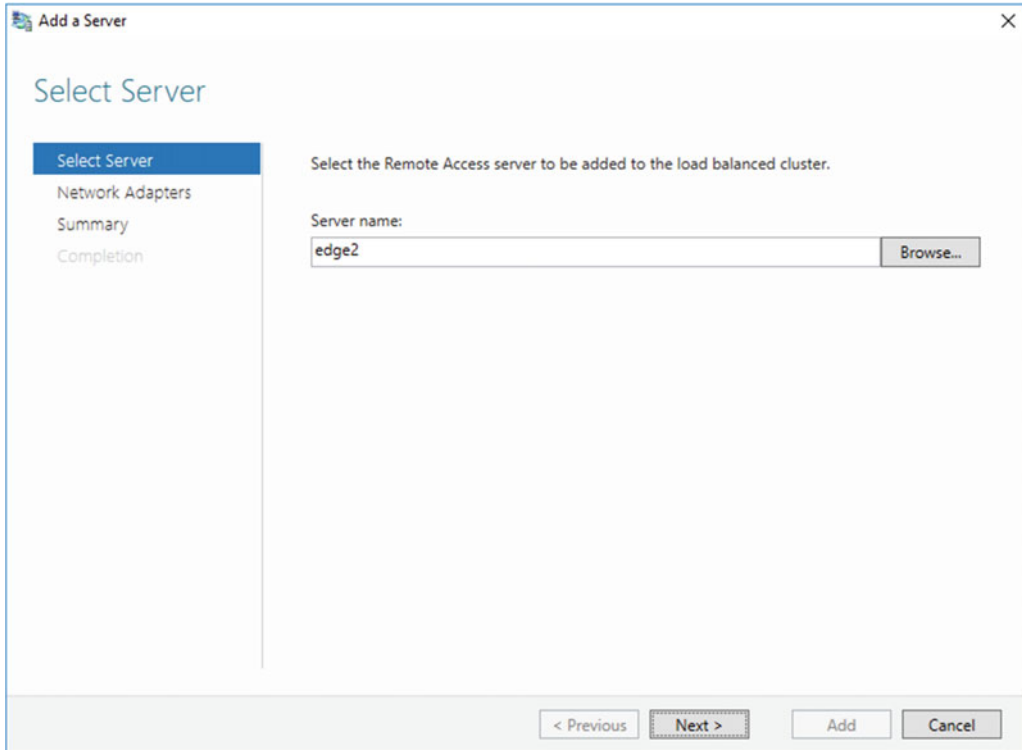 Add a Server
Select Server
Select Server
Network Adapters
Summary
Completion
Select the Remote Access server to be added to the load balanced cluster.
Server name:
edge2
Browse...
< Previous
Next >
Add
Cancel